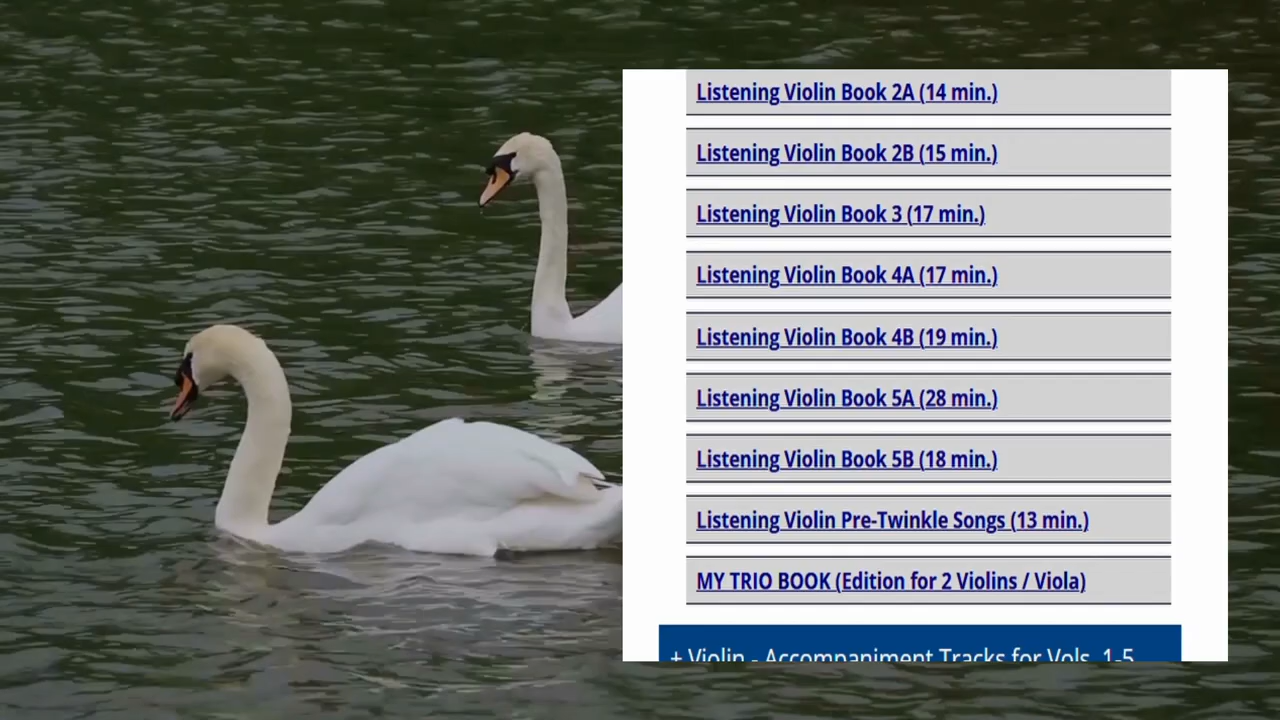 Listening Violin Book 2A (14 min.)
Listening Violin Book 2B (15 min.)
Listening Violin Book 3 (17 min.)
Listening Violin Book 4A (17 min.)
Listening Violin Book 4B (19 min.)
Listening Violin Book 5A (28 min.)
Listening Violin Book 5B (18 min.)
Listening Violin Pre-Twinkle Songs (13 min.)
MY TRIO BOOK (Edition for 2 Violins / Viola)
+ Violin - Accompaniment Tracks for Vols. 1-5